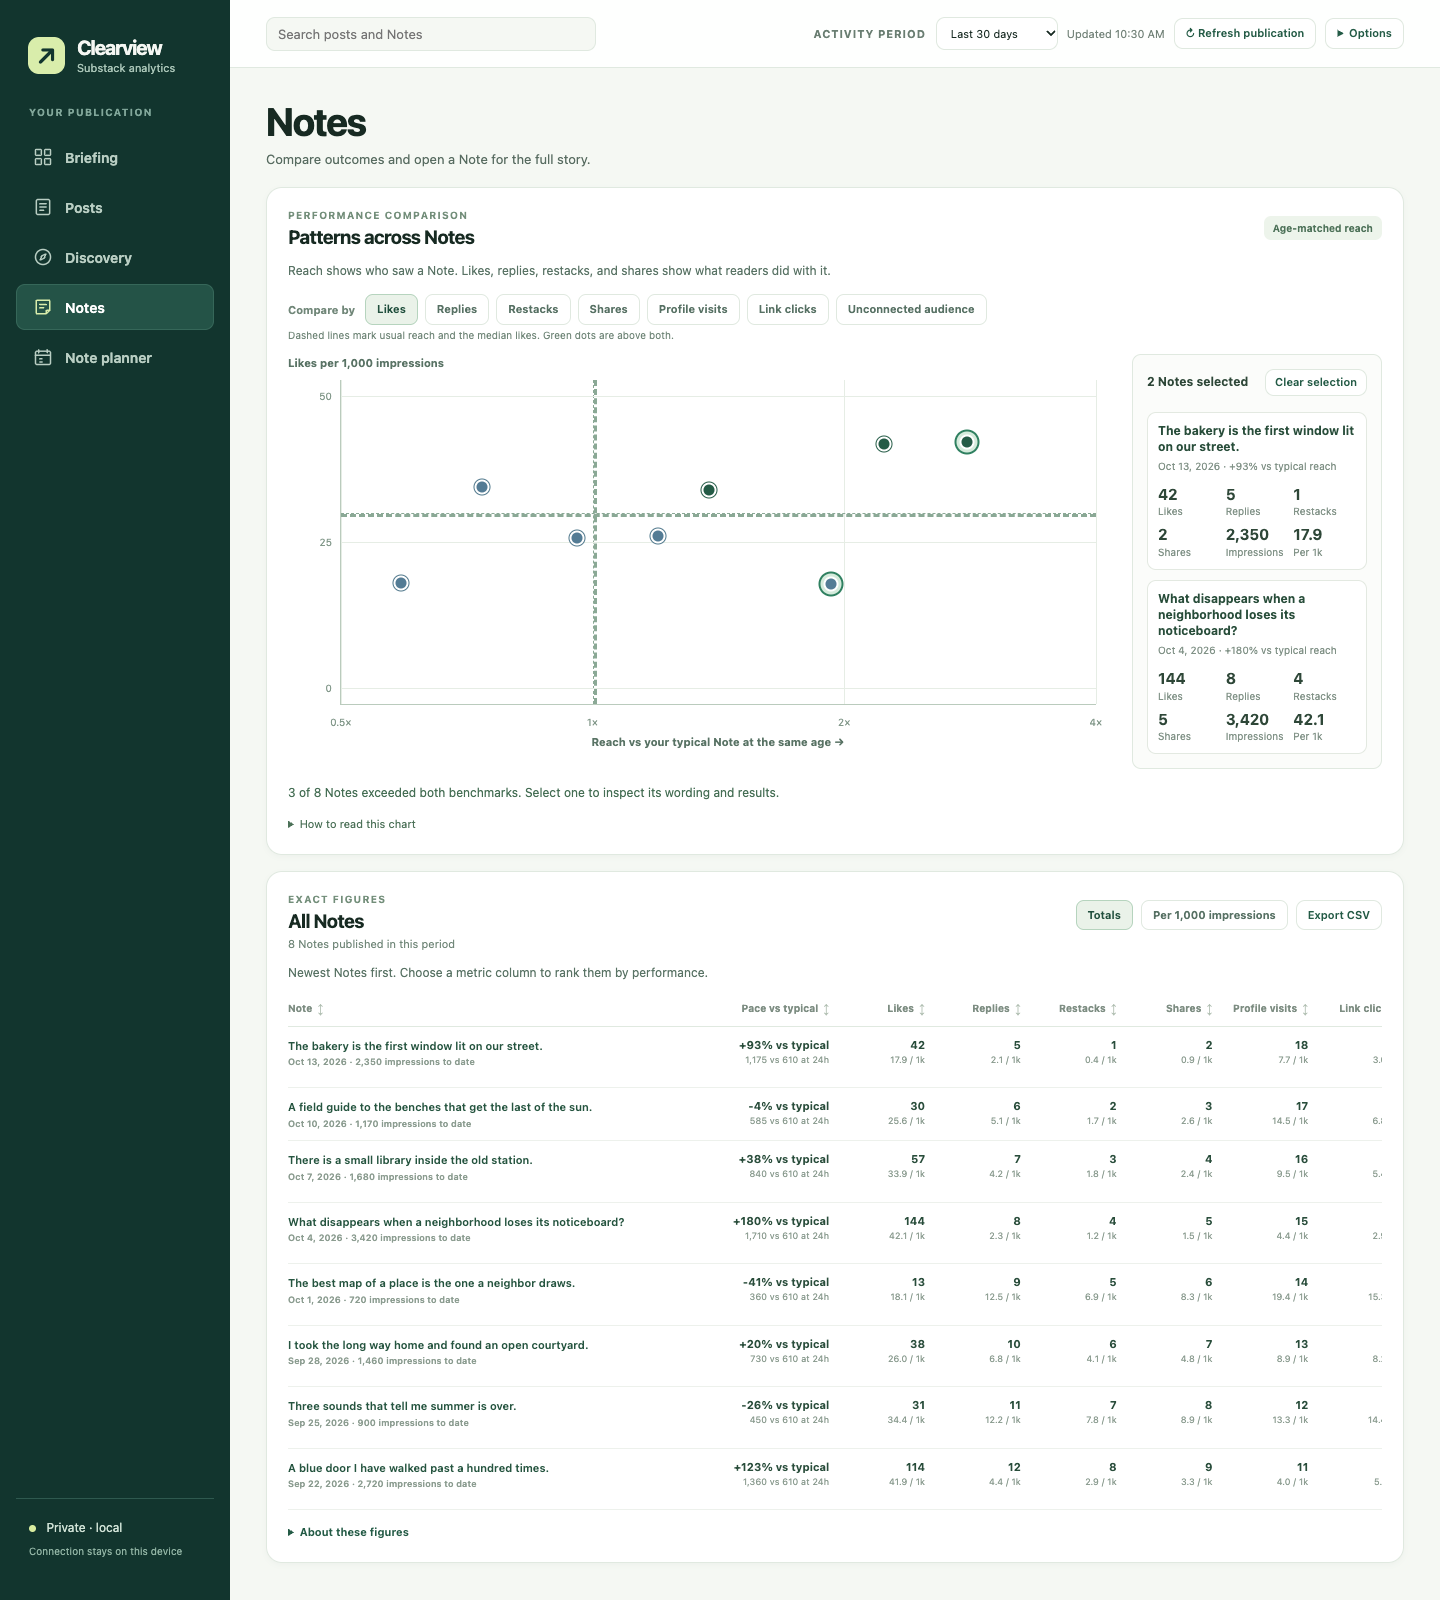 Clearview
Substack analytics
YOUR PUBLICATION
Briefing
Posts
Discovery
Notes
Note planner
Private · local
Connection stays on this device
Search posts and Notes
ACTIVITY PERIOD
Last 30 days
Updated 10:30 AM
↻ Refresh publication
▶ Options
Notes
Compare outcomes and open a Note for the full story.
PERFORMANCE COMPARISON
Patterns across Notes
Age-matched reach
Reach shows who saw a Note. Likes, replies, restacks, and shares show what readers did with it.
Compare by
Likes
Replies
Restacks
Shares
Profile visits
Link clicks
Unconnected audience
Dashed lines mark usual reach and the median likes. Green dots are above both.
Likes per 1,000 impressions
50
25
0
0.5×
1×
2×
4×
Reach vs your typical Note at the same age →
2 Notes selected
Clear selection
The bakery is the first window lit
on our street.
Oct 13, 2026 · +93% vs typical reach
42 5 1
Likes Replies Restacks
2 2,350 17.9
Shares Impressions Per 1k
What disappears when a
neighborhood loses its
noticeboard?
Oct 4, 2026 · +180% vs typical reach
144 8 4
Likes Replies Restacks
5 3,420 42.1
Shares Impressions Per 1k
3 of 8 Notes exceeded both benchmarks. Select one to inspect its wording and results.
▶ How to read this chart
EXACT FIGURES
All Notes
8 Notes published in this period
Totals
Per 1,000 impressions
Export CSV
Newest Notes first. Choose a metric column to rank them by performance.
Note ↕ Pace vs typical ↕ Likes ↕ Replies ↕ Restacks ↕ Shares ↕ Profile visits ↕ Link clic
The bakery is the first window lit on our street. +93% vs typical 42 5 1 2 18
Oct 13, 2026 · 2,350 impressions to date 1,175 vs 610 at 24h 17.9 / 1k 2.1 / 1k 0.4 / 1k 0.9 / 1k 7.7 / 1k
A field guide to the benches that get the last of the sun. -4% vs typical 30 6 2 3 17
Oct 10, 2026 · 1,170 impressions to date 585 vs 610 at 24h 25.6 / 1k 5.1 / 1k 1.7 / 1k 2.6 / 1k 14.5 / 1k
There is a small library inside the old station. +38% vs typical 57 7 3 4 16
Oct 7, 2026 · 1,680 impressions to date 840 vs 610 at 24h 33.9 / 1k 4.2 / 1k 1.8 / 1k 2.4 / 1k 9.5 / 1k
What disappears when a neighborhood loses its noticeboard? +180% vs typical 144 8 4 5 15
Oct 4, 2026 · 3,420 impressions to date 1,710 vs 610 at 24h 42.1 / 1k 2.3 / 1k 1.2 / 1k 1.5 / 1k 4.4 / 1k
The best map of a place is the one a neighbor draws. -41% vs typical 13 9 5 6 14
Oct 1, 2026 · 720 impressions to date 360 vs 610 at 24h 18.1 / 1k 12.5 / 1k 6.9 / 1k 8.3 / 1k 19.4 / 1k
I took the long way home and found an open courtyard. +20% vs typical 38 10 6 7 13
Sep 28, 2026 · 1,460 impressions to date 730 vs 610 at 24h 26.0 / 1k 6.8 / 1k 4.1 / 1k 4.8 / 1k 8.9 / 1k
Three sounds that tell me summer is over. -26% vs typical 31 11 7 8 12
Sep 25, 2026 · 900 impressions to date 450 vs 610 at 24h 34.4 / 1k 12.2 / 1k 7.8 / 1k 8.9 / 1k 13.3 / 1k
A blue door I have walked past a hundred times. +123% vs typical 114 12 8 9 11
Sep 22, 2026 · 2,720 impressions to date 1,360 vs 610 at 24h 41.9 / 1k 4.4 / 1k 2.9 / 1k 3.3 / 1k 4.0 / 1k
▶ About these figures